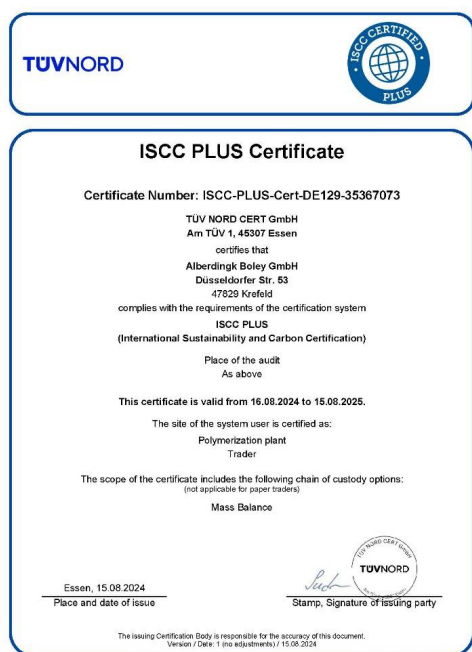 TÜVNORD
ISCC CERTIFIED
PLUS
ISCC PLUS Certificate
Certificate Number: ISCC-PLUS-Cert-DE129-35367073
TÜV NORD CERT GmbH
Am TÜV 1, 45307 Essen
certifies that
Alberdingk Boley GmbH
Düsseldorfer Str. 53
47829 Krefeld
complies with the requirements of the certification system
ISCC PLUS
(International Sustainability and Carbon Certification)
Place of the audit
As above
This certificate is valid from 16.08.2024 to 15.08.2025.
The site of the system user is certified as:
Polymerization plant
Trader
The scope of the certificate includes the following chain of custody options:
(not applicable for paper traders)
Mass Balance
TÜV NORD CERT GmbH
TÜVNORD
Essen, 15.08.2024
Place and date of issue
Stamp, Signature of issuing party
The issuing Certification Body is responsible for the accuracy of this document.
Version / Date: 1 (no adjustments) / 15.08.2024